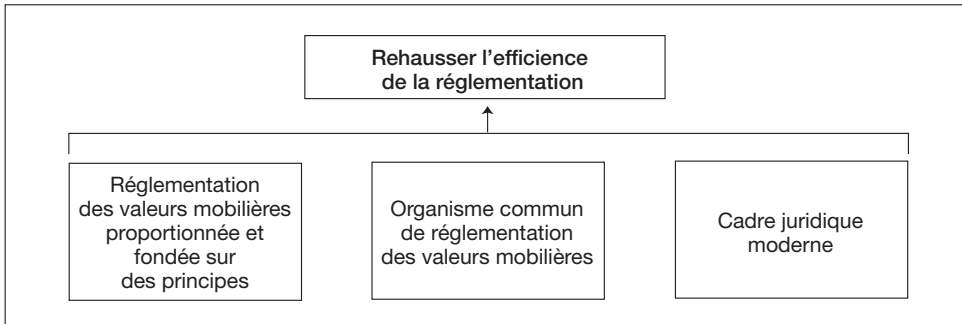 Rehausser l’efficience
de la réglementation
Réglementation
des valeurs mobilières
proportionnée et
fondée sur
des principes
Organisme commun
de réglementation
des valeurs mobilières
Cadre juridique
moderne